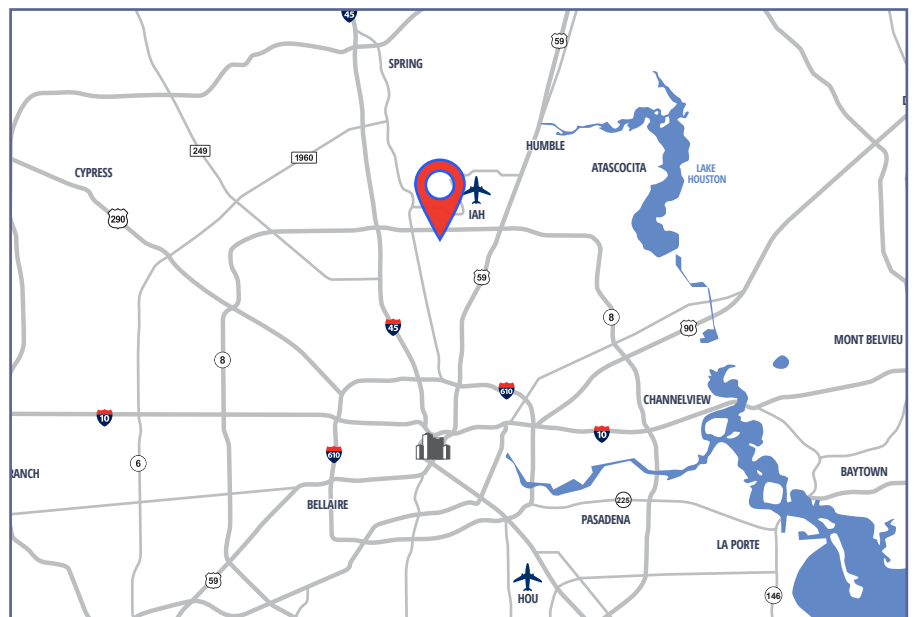 45
59
SPRING
249
1960
HUMBLE
CYPRESS
ATASCOCITA
LAKE
HOUSTON
IAH
290
59
8
45
90
8
MONT BELVIEU
610
CHANNELVIEW
10
10
610
6
RANCH
BAYTOWN
BELLAIRE
225
PASADENA
LA PORTE
59
HOU
146